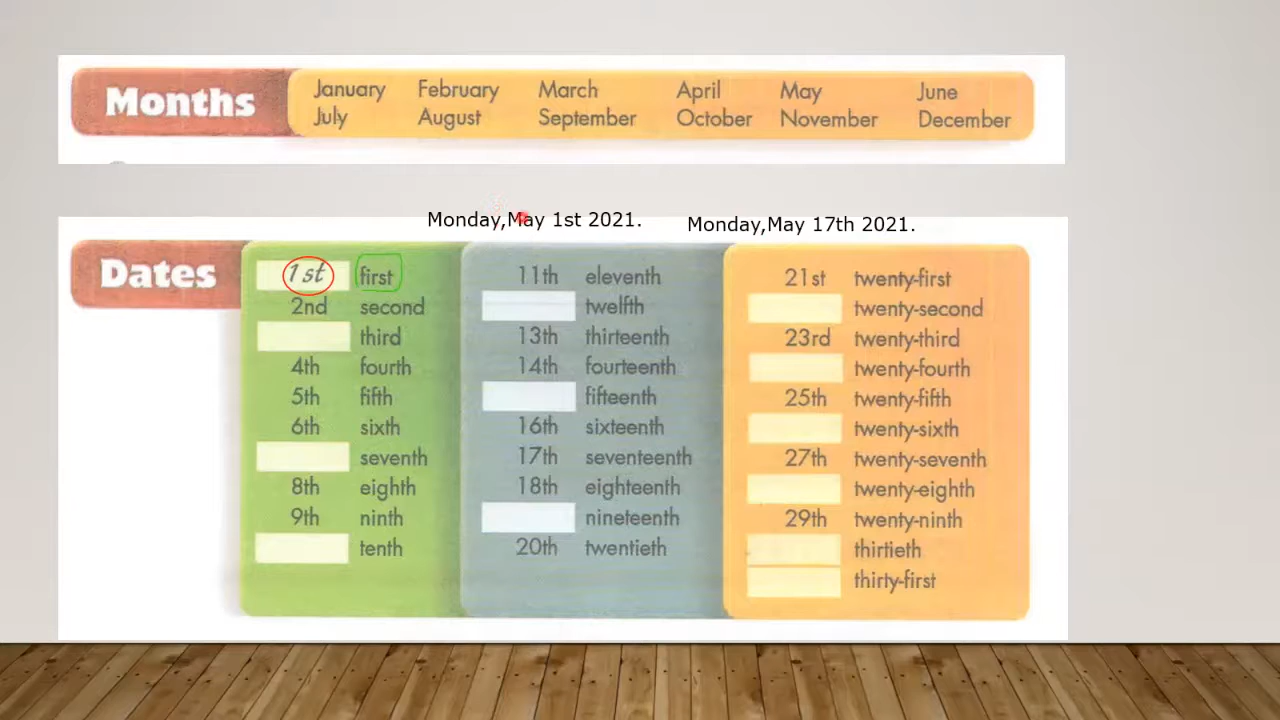 Months
January February March April May June
July August September October November December
Monday,May 1st 2021. Monday,May 17th 2021.
Dates
1st first
2nd second
third
4th fourth
5th fifth
6th sixth
seventh
8th eighth
9th ninth
tenth
11th eleventh
twelfth
13th thirteenth
14th fourteenth
fifteenth
16th sixteenth
17th seventeenth
18th eighteenth
nineteenth
20th twentieth
21st twenty-first
twenty-second
23rd twenty-third
twenty-fourth
25th twenty-fifth
twenty-sixth
27th twenty-seventh
twenty-eighth
29th twenty-ninth
thirtieth
thirty-first